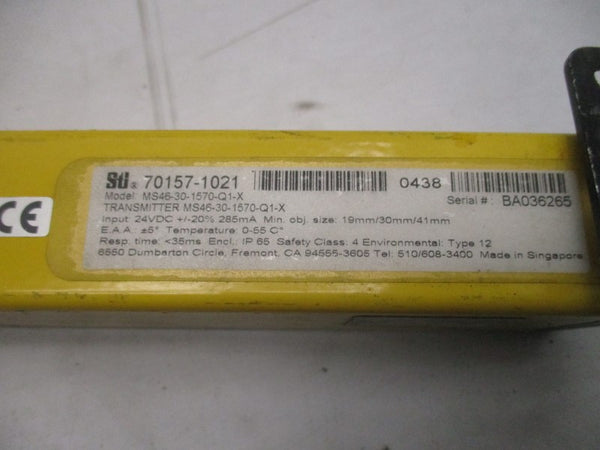 CE
STI® 70157-1021 0438
Model: MS46-30-1570-Q1-X Serial #: BA036265
TRANSMITTER MS46-30-1570-Q1-X
Input: 24VDC +/-20% 285mA Min. obj. size: 19mm/30mm/41mm
E.A.A.: ±5° Temperature: 0-55 C°
Resp. time: <35ms Encl.: IP 65 Safety Class: 4 Environmental: Type 12
6550 Dumbarton Circle, Fremont, CA 94555-3605 Tel: 510/608-3400 Made in Singapore